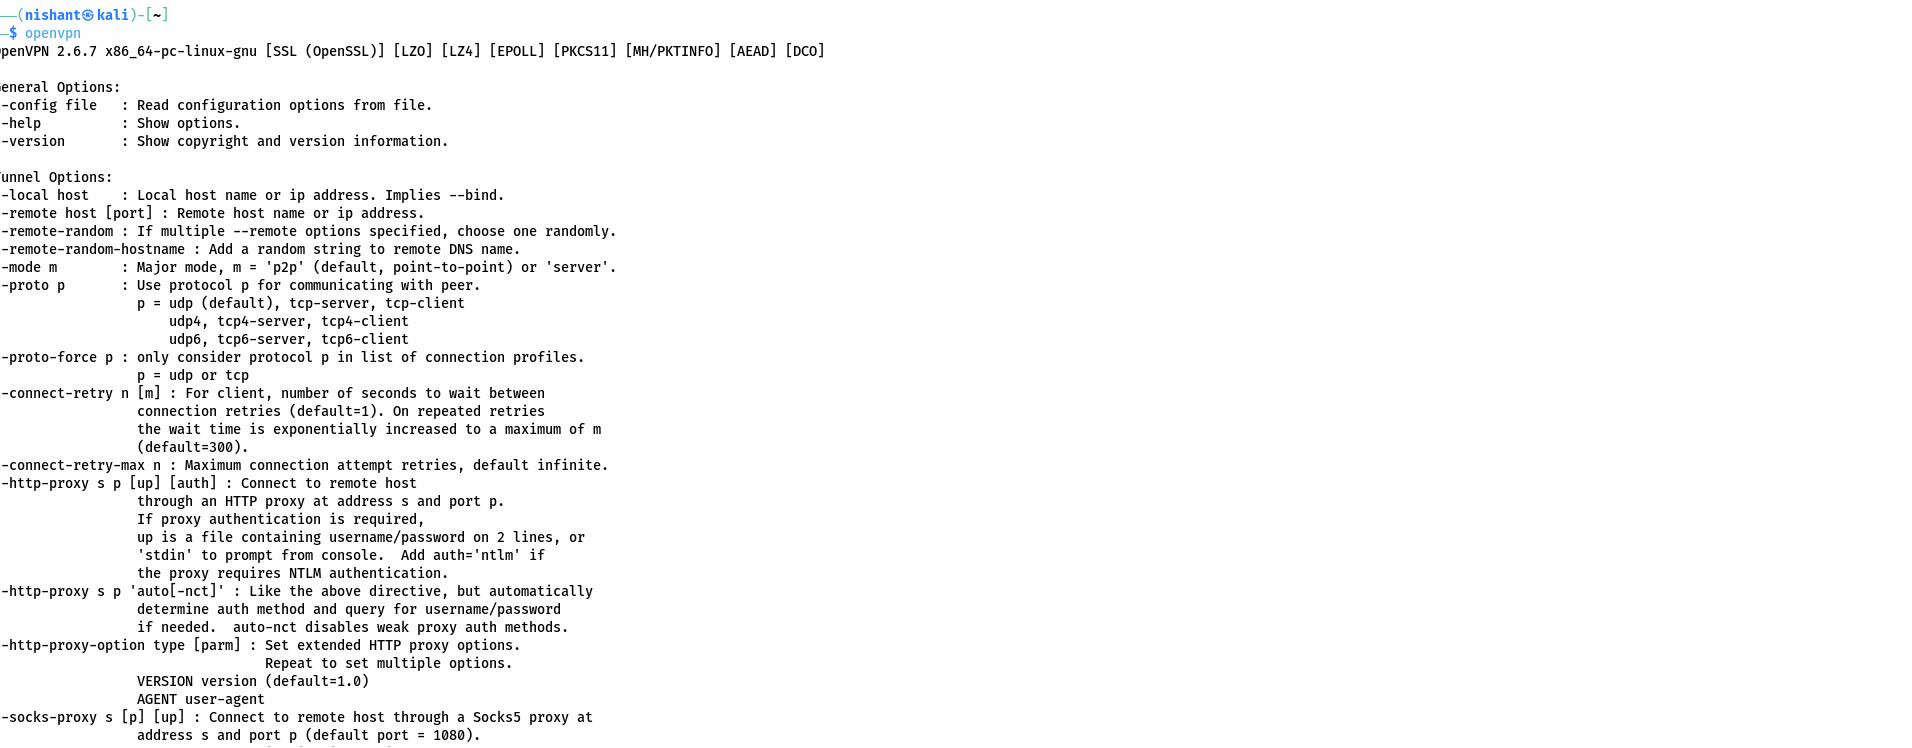 ──(nishant㉿kali)-[~]
─$ openvpn
penVPN 2.6.7 x86_64-pc-linux-gnu [SSL (OpenSSL)] [LZO] [LZ4] [EPOLL] [PKCS11] [MH/PKTINFO] [AEAD] [DCO]

eneral Options:
-config file   : Read configuration options from file.
-help          : Show options.
-version       : Show copyright and version information.

unnel Options:
-local host    : Local host name or ip address. Implies --bind.
-remote host [port] : Remote host name or ip address.
-remote-random : If multiple --remote options specified, choose one randomly.
-remote-random-hostname : Add a random string to remote DNS name.
-mode m        : Major mode, m = 'p2p' (default, point-to-point) or 'server'.
-proto p       : Use protocol p for communicating with peer.
                 p = udp (default), tcp-server, tcp-client
                     udp4, tcp4-server, tcp4-client
                     udp6, tcp6-server, tcp6-client
-proto-force p : only consider protocol p in list of connection profiles.
                 p = udp or tcp
-connect-retry n [m] : For client, number of seconds to wait between
                 connection retries (default=1). On repeated retries
                 the wait time is exponentially increased to a maximum of m
                 (default=300).
-connect-retry-max n : Maximum connection attempt retries, default infinite.
-http-proxy s p [up] [auth] : Connect to remote host
                 through an HTTP proxy at address s and port p.
                 If proxy authentication is required,
                 up is a file containing username/password on 2 lines, or
                 'stdin' to prompt from console.  Add auth='ntlm' if
                 the proxy requires NTLM authentication.
-http-proxy s p 'auto[-nct]' : Like the above directive, but automatically
                 determine auth method and query for username/password
                 if needed.  auto-nct disables weak proxy auth methods.
-http-proxy-option type [parm] : Set extended HTTP proxy options.
                                 Repeat to set multiple options.
                 VERSION version (default=1.0)
                 AGENT user-agent
-socks-proxy s [p] [up] : Connect to remote host through a Socks5 proxy at
                 address s and port p (default port = 1080).